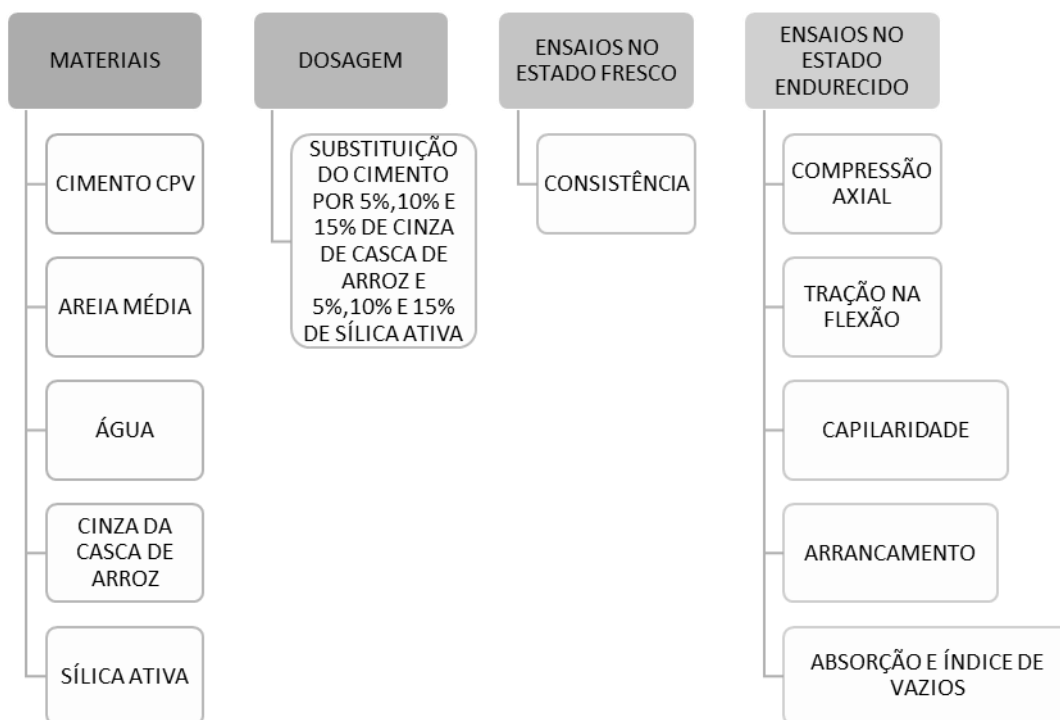 MATERIAIS
CIMENTO CPV
AREIA MÉDIA
ÁGUA
CINZA DA
CASCA DE
ARROZ
SÍLICA ATIVA
DOSAGEM
SUBSTITUIÇÃO
DO CIMENTO
POR 5%,10% E
15% DE CINZA
DE CASCA DE
ARROZ E
5%,10% E 15%
DE SÍLICA ATIVA
ENSAIOS NO
ESTADO FRESCO
CONSISTÊNCIA
ENSAIOS NO
ESTADO
ENDURECIDO
COMPRESSÃO
AXIAL
TRAÇÃO NA
FLEXÃO
CAPILARIDADE
ARRANCAMENTO
ABSORÇÃO E ÍNDICE DE
VAZIOS